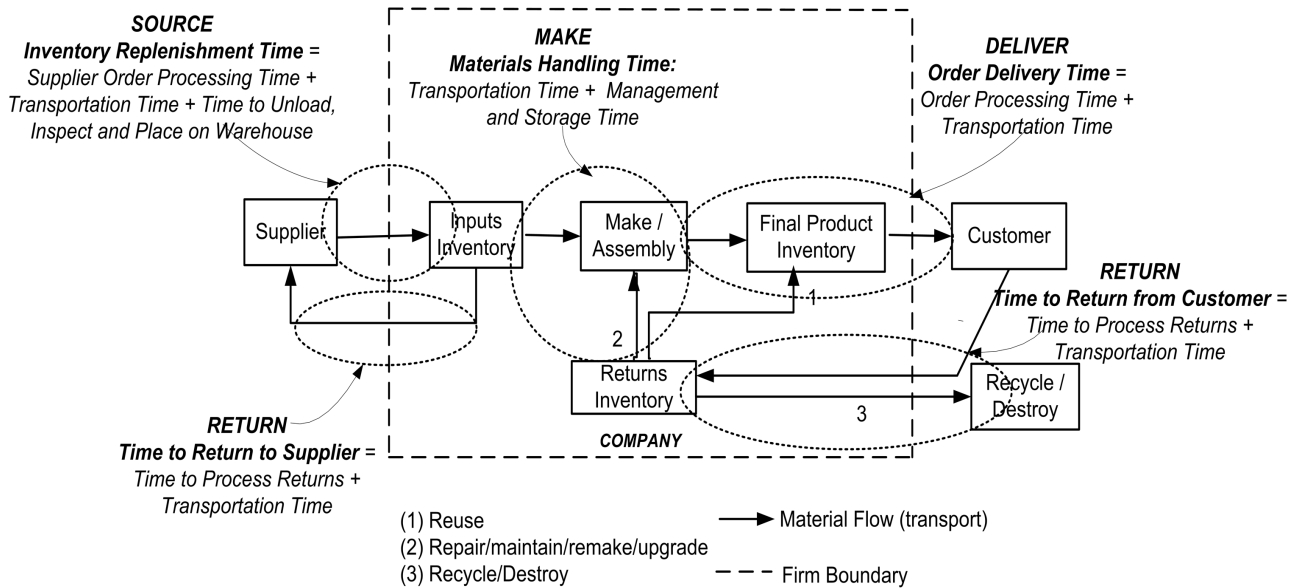 SOURCE
Inventory Replenishment Time =
Supplier Order Processing Time +
Transportation Time + Time to Unload,
Inspect and Place on Warehouse
MAKE
Materials Handling Time:
Transportation Time + Management
and Storage Time
DELIVER
Order Delivery Time =
Order Processing Time +
Transportation Time
Supplier
Inputs
Inventory
Make /
Assembly
Final Product
Inventory
Customer
RETURN
Time to Return from Customer =
Time to Process Returns +
Transportation Time
1
2
Returns
Inventory
3
Recycle /
Destroy
COMPANY
RETURN
Time to Return to Supplier =
Time to Process Returns +
Transportation Time
(1) Reuse
(2) Repair/maintain/remake/upgrade
(3) Recycle/Destroy
Material Flow (transport)
Firm Boundary